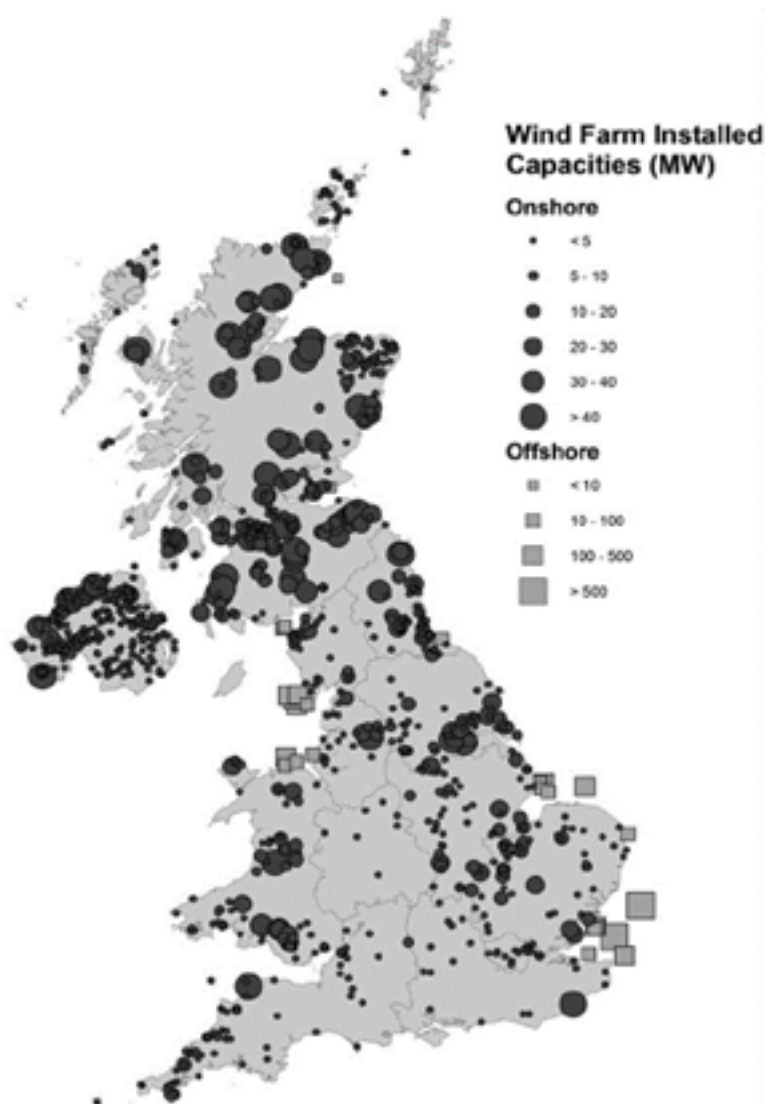 Wind Farm Installed
Capacities (MW)
Onshore
< 5
5 - 10
10 - 20
20 - 30
30 - 40
> 40
Offshore
< 10
10 - 100
100 - 500
> 500